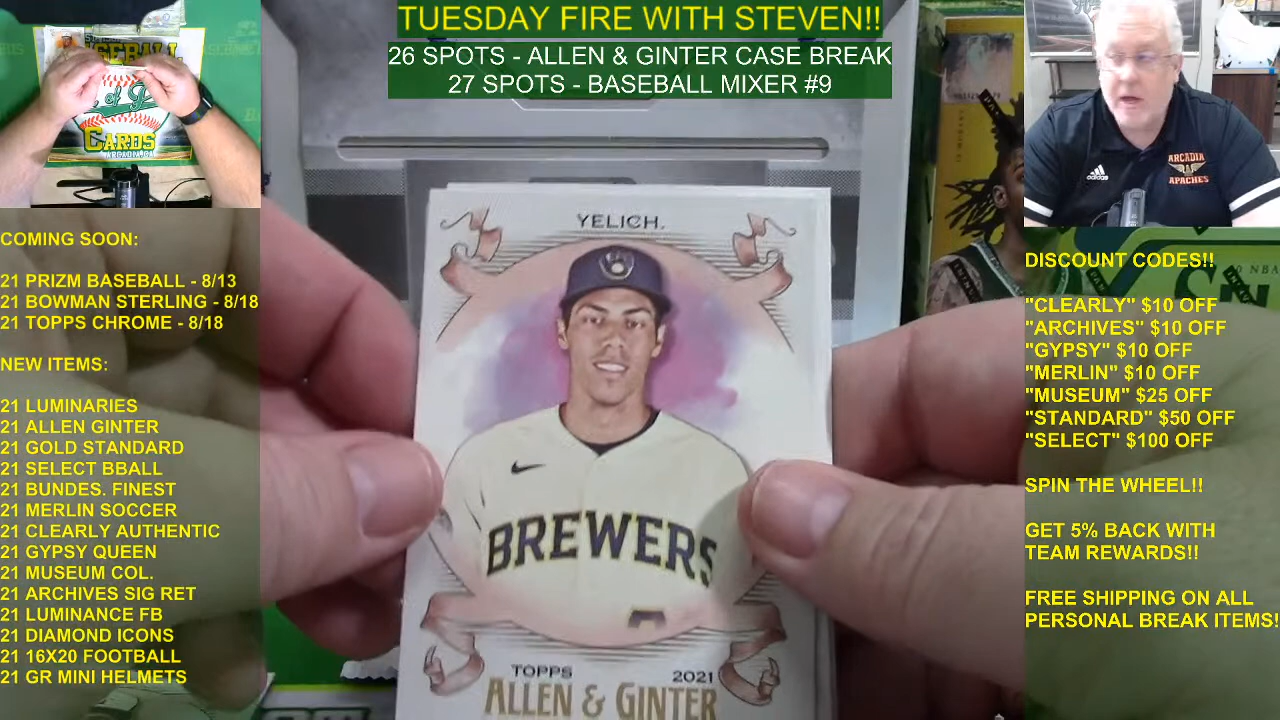 TUESDAY FIRE WITH STEVEN!!
26 SPOTS - ALLEN & GINTER CASE BREAK
27 SPOTS - BASEBALL MIXER #9
CARDS
ARCADIA, CA
COMING SOON:
21 PRIZM BASEBALL - 8/13
21 BOWMAN STERLING - 8/18
21 TOPPS CHROME - 8/18
NEW ITEMS:
21 LUMINARIES
21 ALLEN GINTER
21 GOLD STANDARD
21 SELECT BBALL
21 BUNDES. FINEST
21 MERLIN SOCCER
21 CLEARLY AUTHENTIC
21 GYPSY QUEEN
21 MUSEUM COL.
21 ARCHIVES SIG RET
21 LUMINANCE FB
21 DIAMOND ICONS
21 16X20 FOOTBALL
21 GR MINI HELMETS
YELICH.
BREWERS
TOPPS 2021
ALLEN & GINTER
adidas
ARCADIA
APACHES
DISCOUNT CODES!!
"CLEARLY" $10 OFF
"ARCHIVES" $10 OFF
"GYPSY" $10 OFF
"MERLIN" $10 OFF
"MUSEUM" $25 OFF
"STANDARD" $50 OFF
"SELECT" $100 OFF
SPIN THE WHEEL!!
GET 5% BACK WITH
TEAM REWARDS!!
FREE SHIPPING ON ALL
PERSONAL BREAK ITEMS!